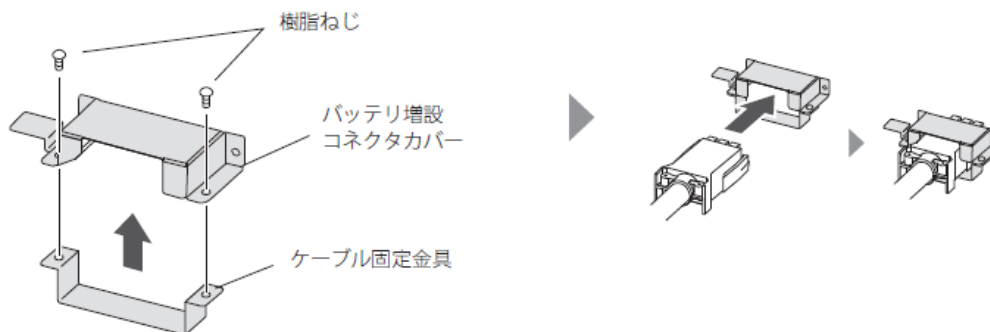 樹脂ねじ
バッテリ増設
コネクタカバー
ケーブル固定金具